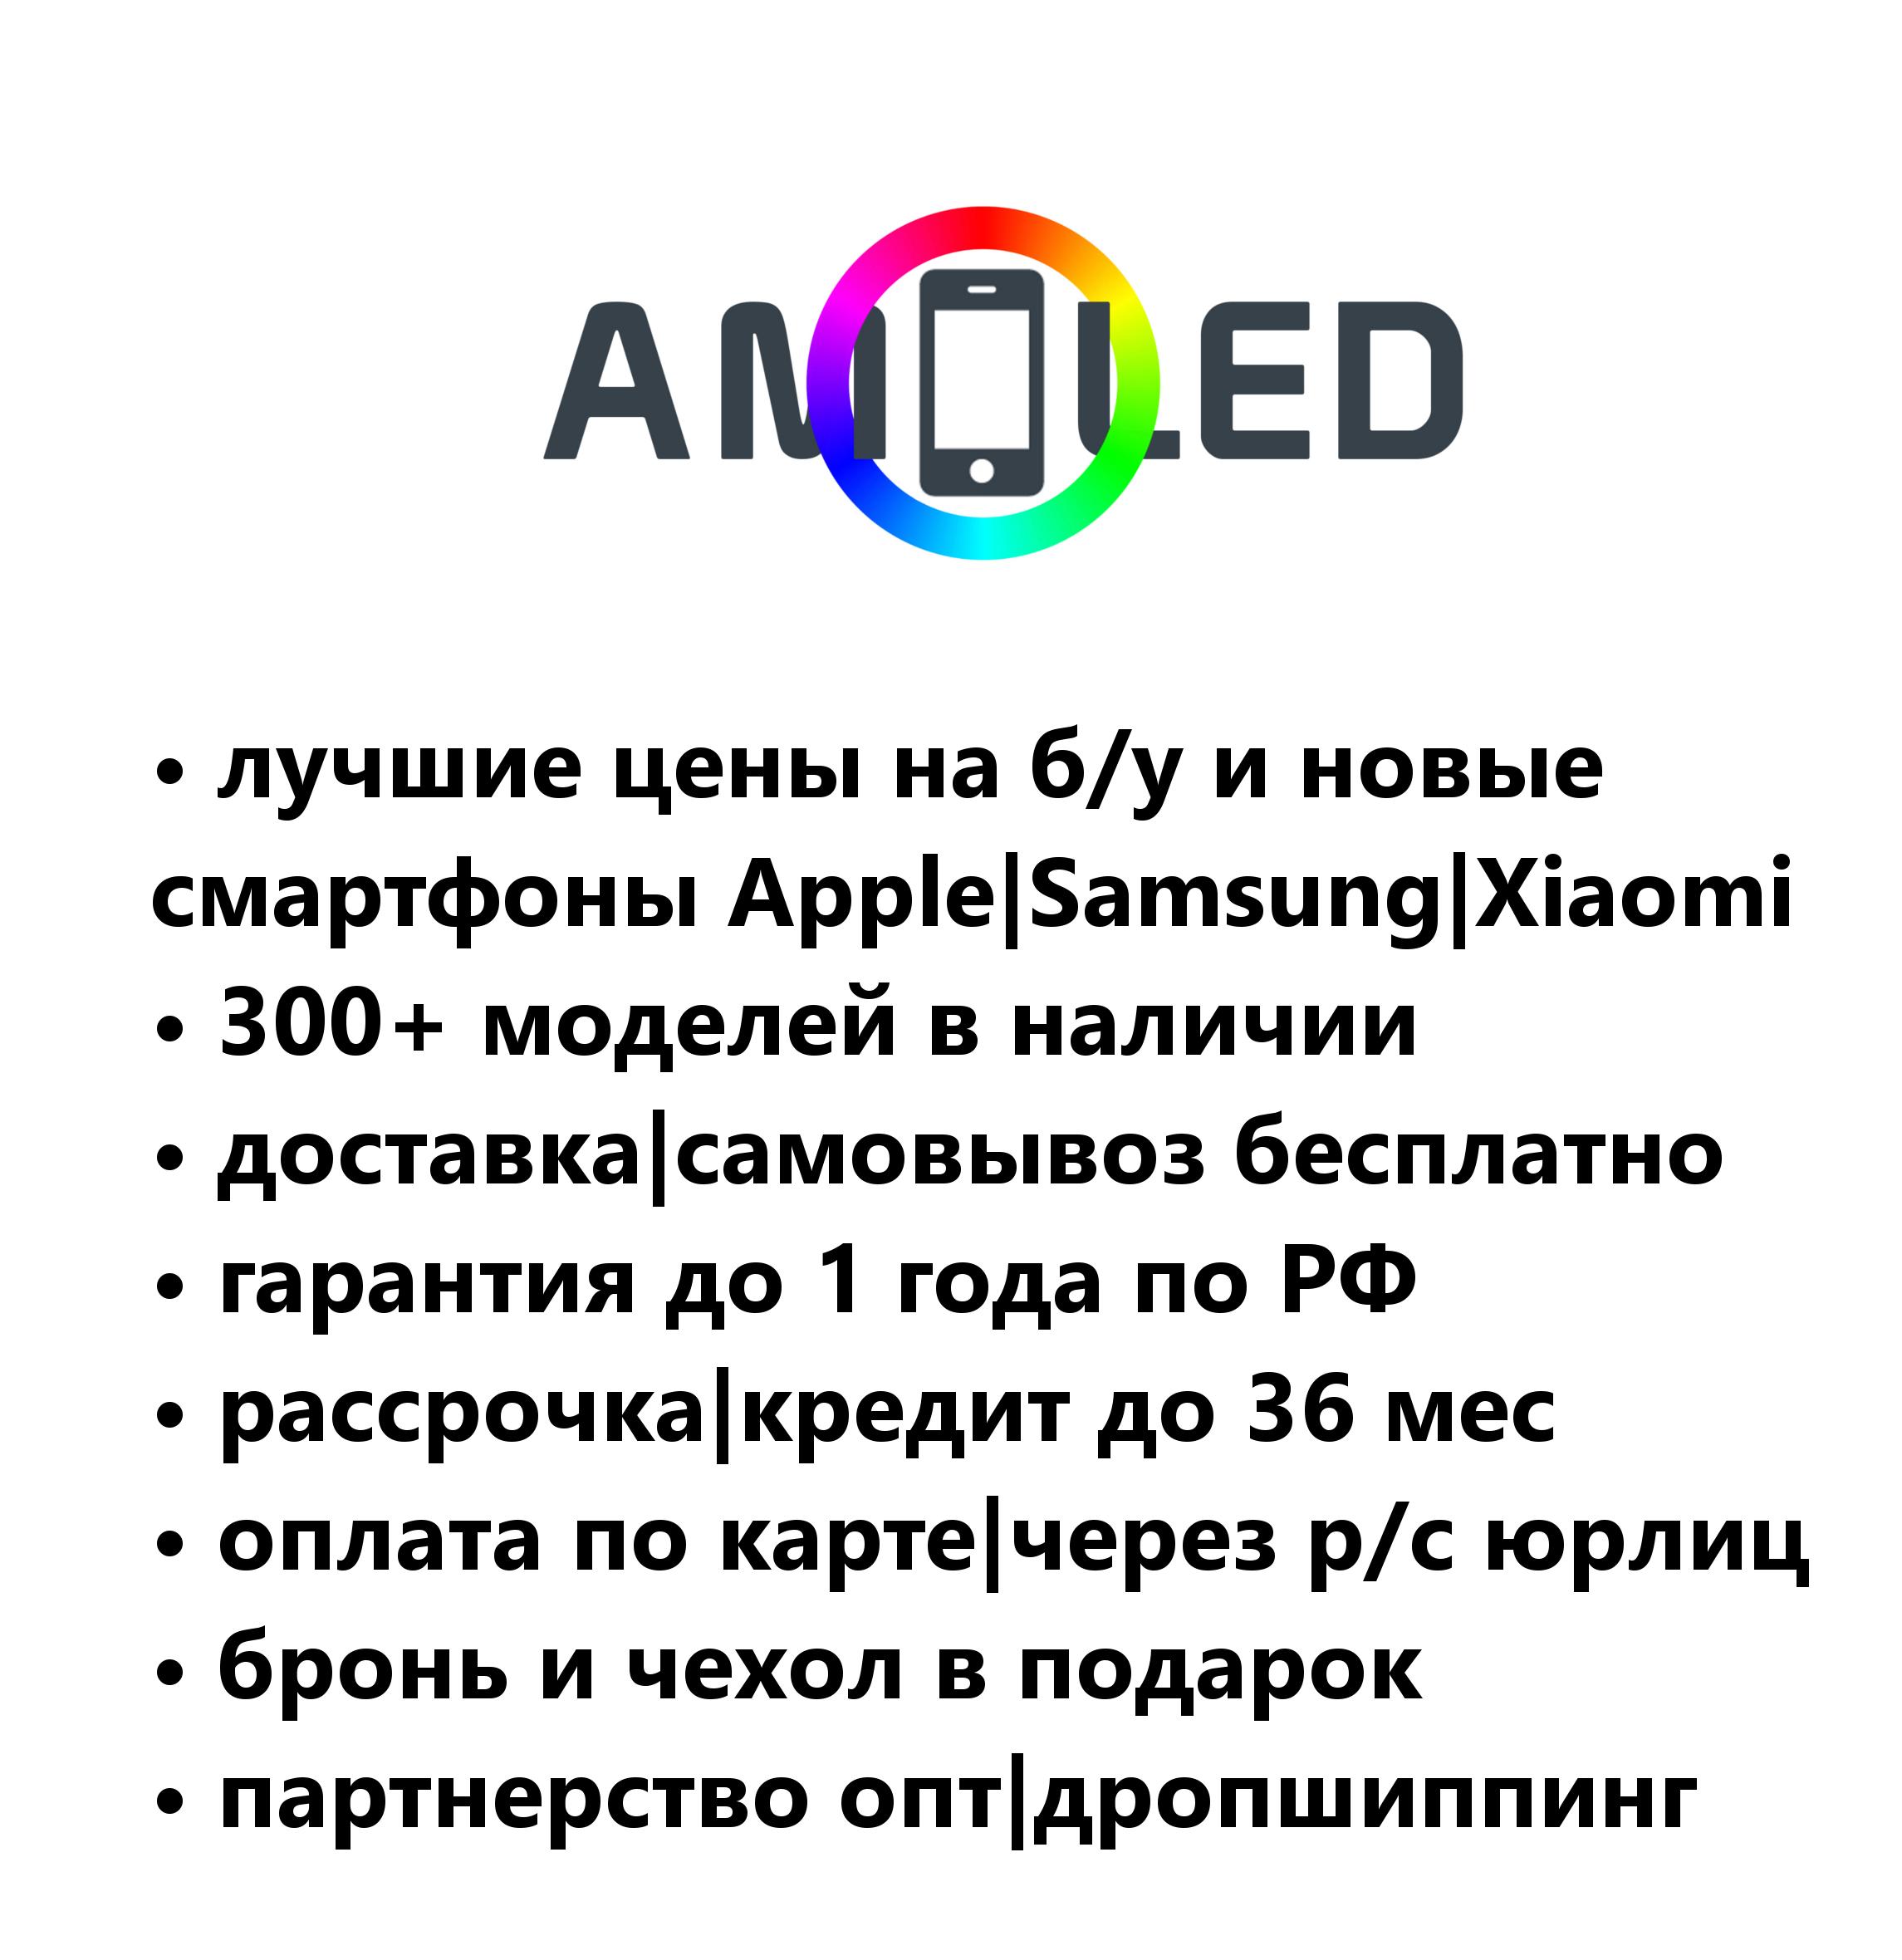 AMOLED
• лучшие цены на б/у и новые
смартфоны Apple|Samsung|Xiaomi
• 300+ моделей в наличии
• доставка|самовывоз бесплатно
• гарантия до 1 года по РФ
• рассрочка|кредит до 36 мес
• оплата по карте|через р/с юрлиц
• бронь и чехол в подарок
• партнерство опт|дропшиппинг